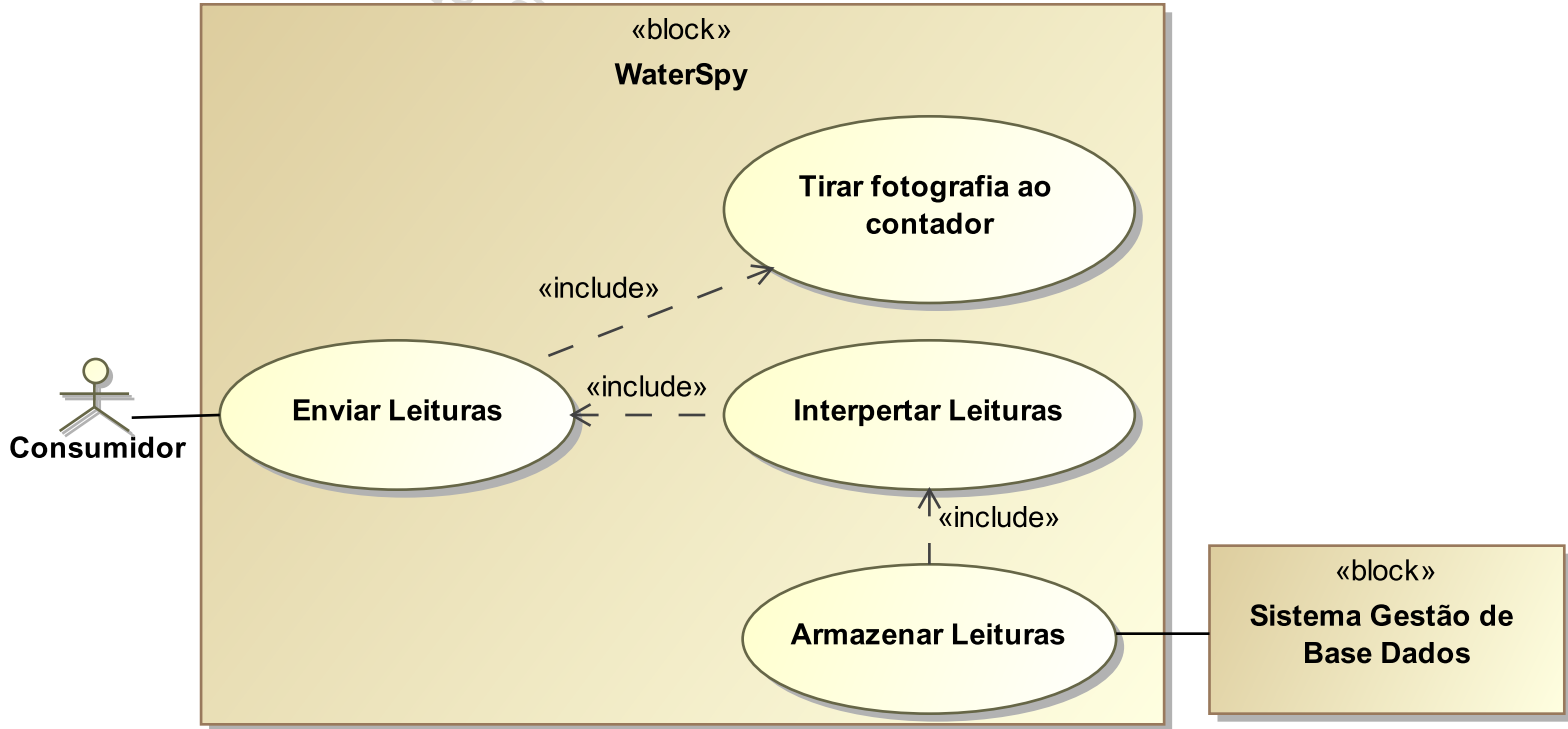 «block»
WaterSpy
Tirar fotografia ao
contador
«include»
«include»
Enviar Leituras
Interpertar Leituras
Consumidor
«include»
«block»
Sistema Gestão de
Base Dados
Armazenar Leituras